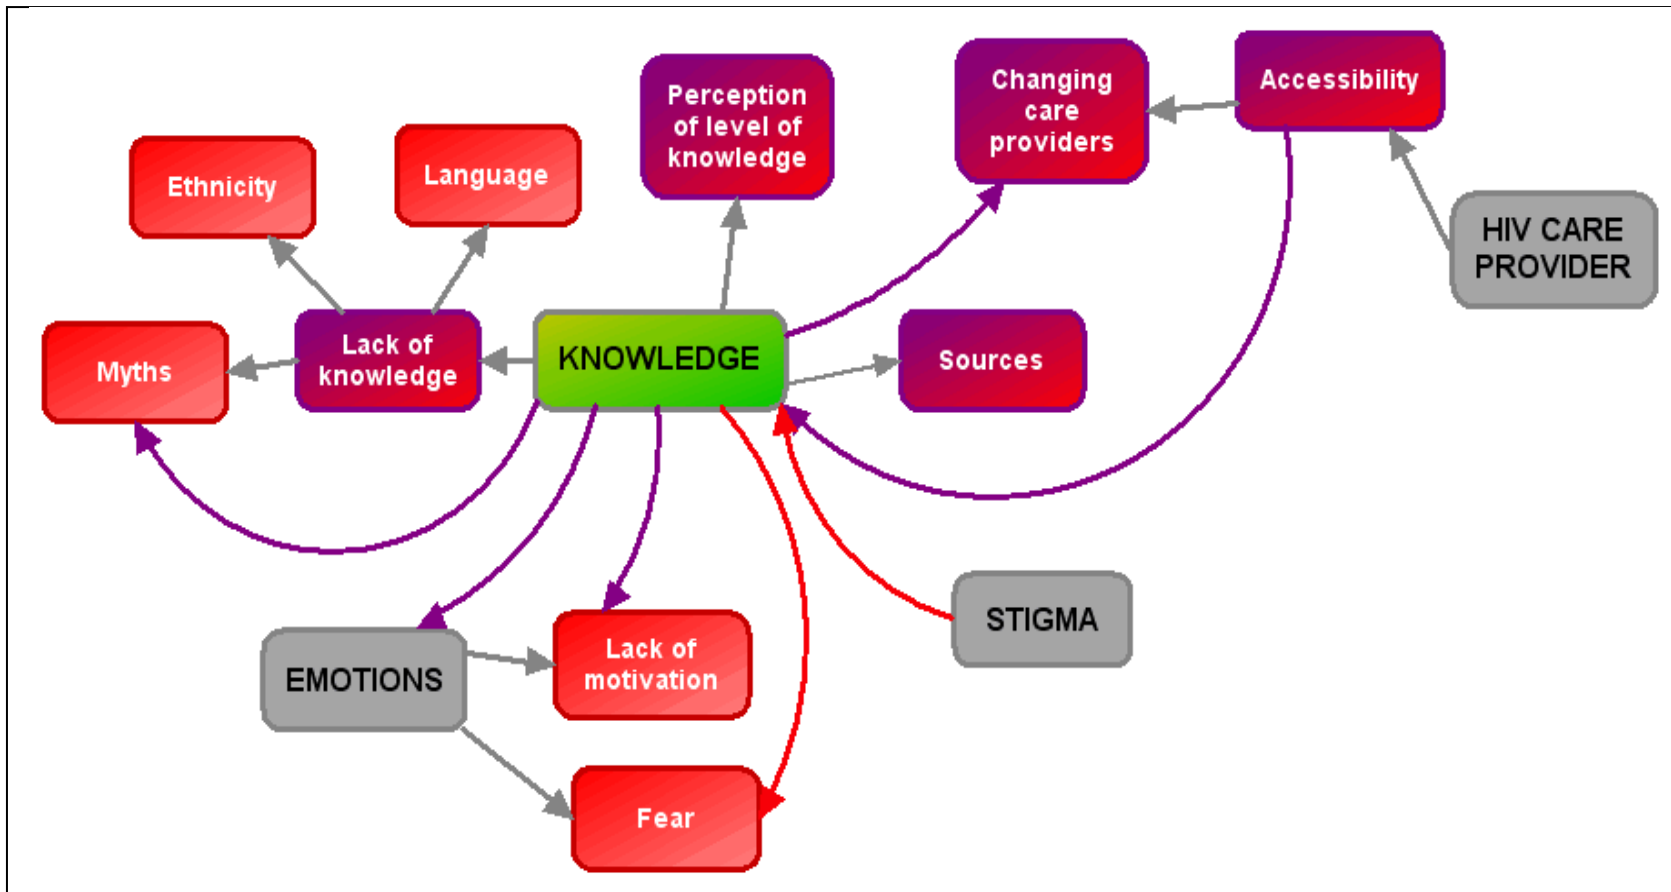 Perception
of level of
knowledge
Changing
care
providers
Accessibility
Ethnicity
Language
HIV CARE
PROVIDER
Myths
Lack of
knowledge
KNOWLEDGE
Sources
EMOTIONS
Lack of
motivation
STIGMA
Fear